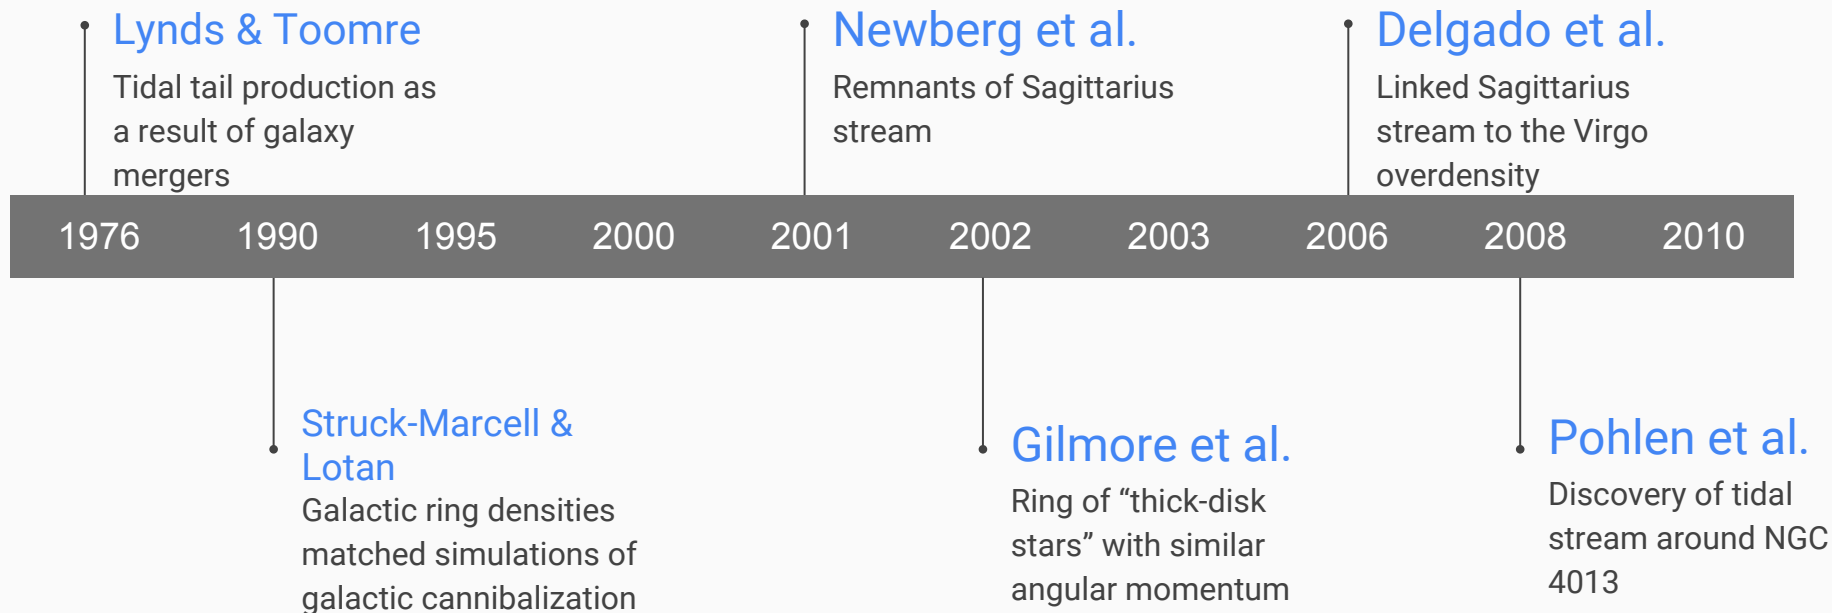 Lynds & Toomre
Tidal tail production as
a result of galaxy
mergers
Newberg et al.
Remnants of Sagittarius
stream
Delgado et al.
Linked Sagittarius
stream to the Virgo
overdensity
1976 1990 1995 2000 2001 2002 2003 2006 2008 2010
Struck-Marcell &
Lotan
Galactic ring densities
matched simulations of
galactic cannibalization
Gilmore et al.
Ring of “thick-disk
stars” with similar
angular momentum
Pohlen et al.
Discovery of tidal
stream around NGC
4013